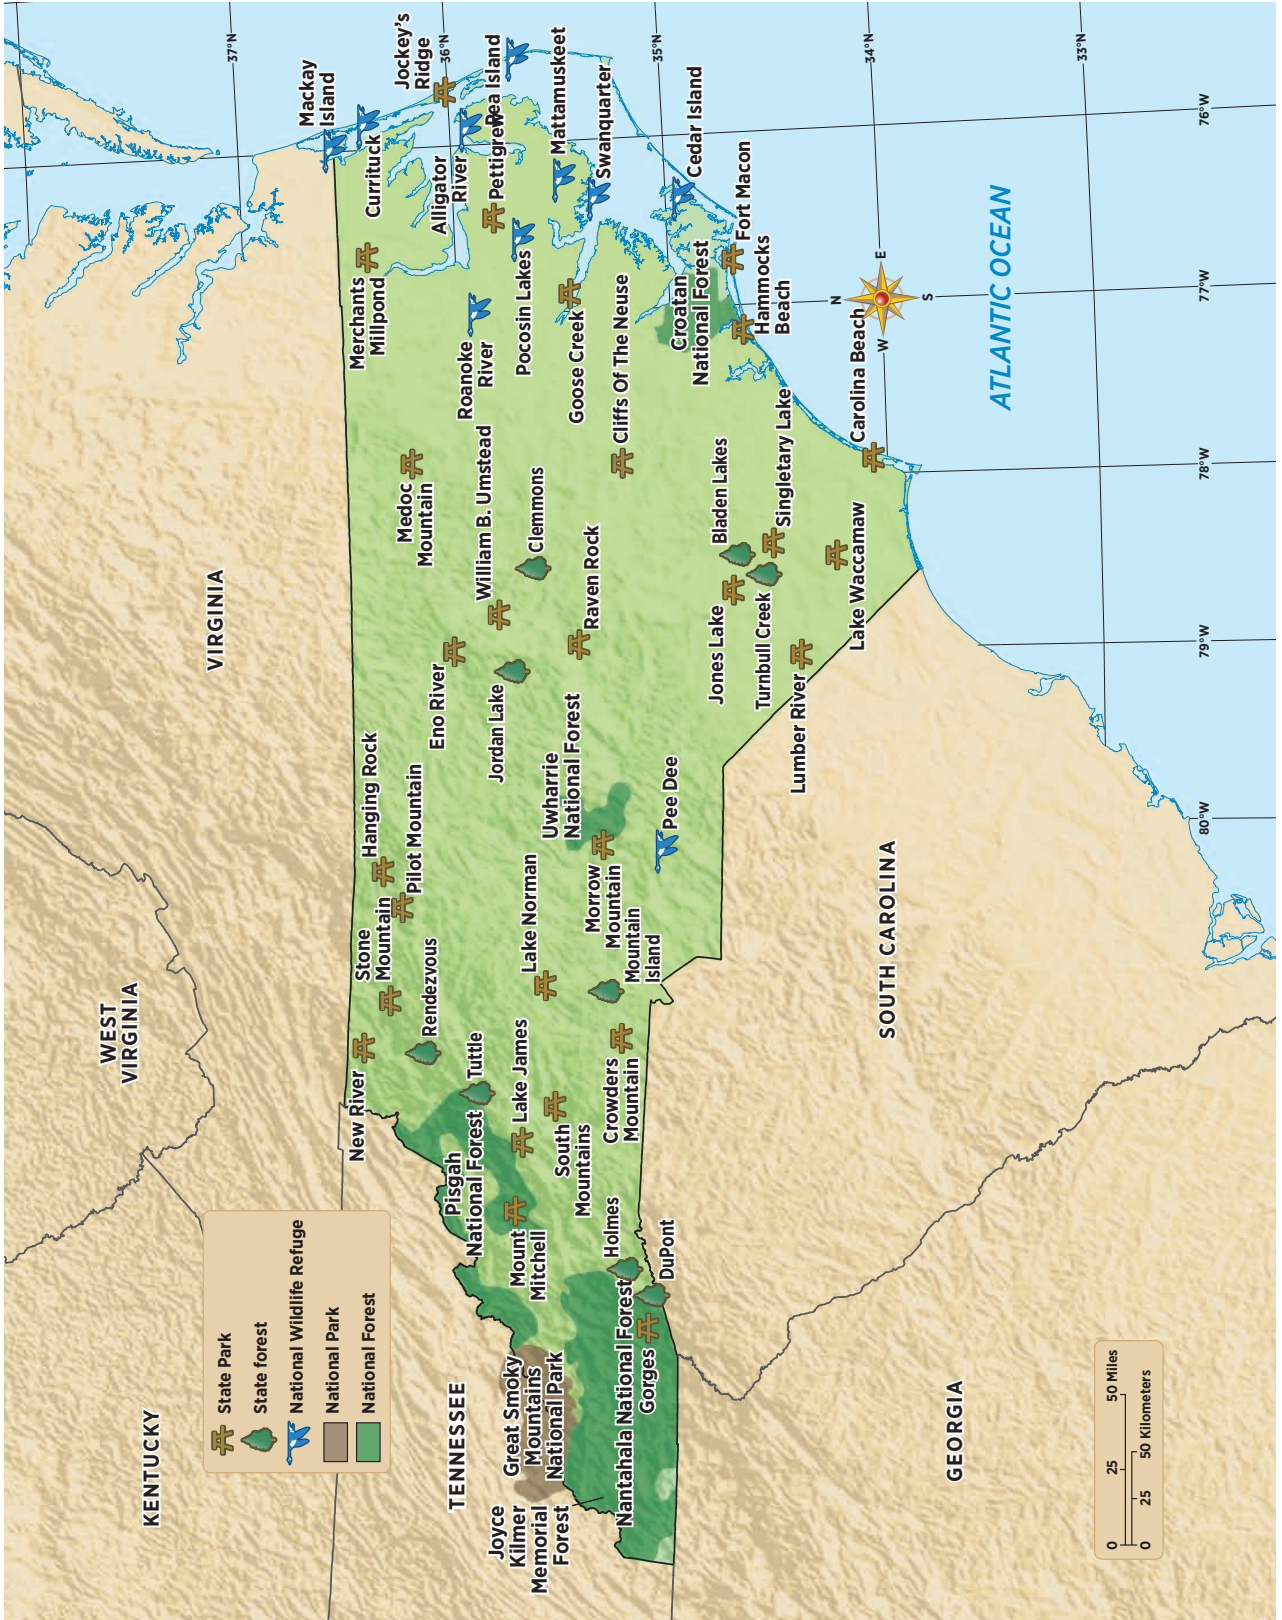 KENTUCKY
WEST
VIRGINIA
VIRGINIA
TENNESSEE
GEORGIA
SOUTH CAROLINA
ATLANTIC OCEAN
State Park
State forest
National Wildlife Refuge
National Park
National Forest
37°N
36°N
35°N
34°N
33°N
76°W
77°W
78°W
79°W
80°W
N
E
S
W
0
25
50 Miles
0
25
50 Kilometers
Mackay
Island
Currituck
Jockey's
Ridge
Alligator
River
Pea Island
Pettigrew
Mattamuskeet
Swanquarter
Cedar Island
Fort Macon
Hammocks
Beach
Croatan
National Forest
Merchants
Millpond
Roanoke
River
Pocosin Lakes
Goose Creek
Cliffs Of The Neuse
Carolina Beach
Medoc
Mountain
William B. Umstead
Clemmons
Raven Rock
Bladen Lakes
Singletary Lake
Jones Lake
Turnbull Creek
Lake Waccamaw
Lumber River
Eno River
Jordan Lake
Hanging Rock
Pilot Mountain
Uwharrie
National Forest
Pee Dee
Stone
Mountain
Rendezvous
Lake Norman
Morrow
Mountain
Mountain
Island
New River
Tuttle
Lake James
South
Mountains
Crowders
Mountain
Pisgah
National Forest
Mount
Mitchell
Holmes
DuPont
Gorges
Nantahala National Forest
Great Smoky
Mountains
National Park
Joyce
Kilmer
Memorial
Forest